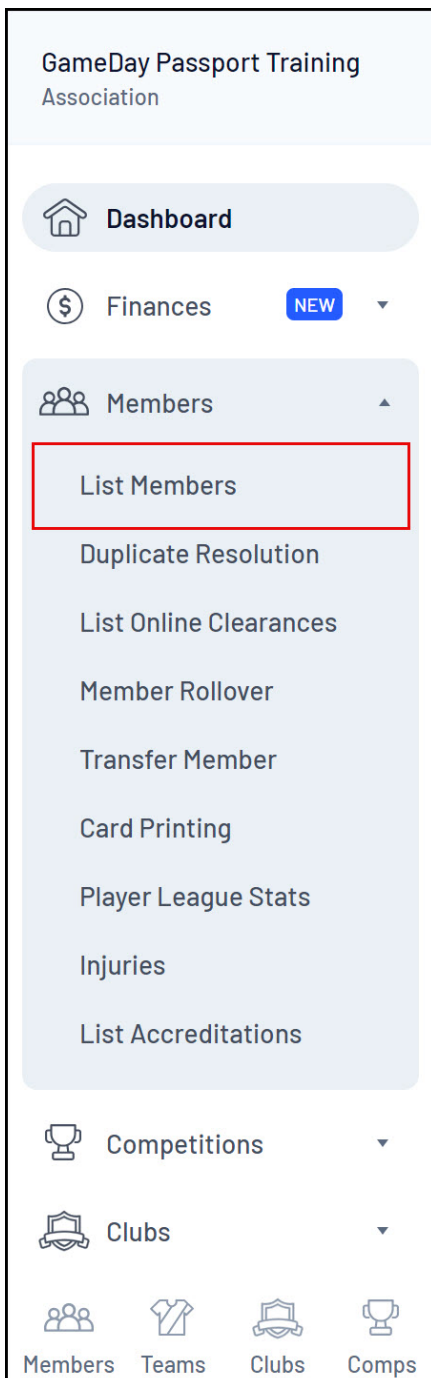 GameDay Passport Training
Association
Dashboard
Finances NEW
Members
List Members
Duplicate Resolution
List Online Clearances
Member Rollover
Transfer Member
Card Printing
Player League Stats
Injuries
List Accreditations
Competitions
Clubs
Members Teams Clubs Comps